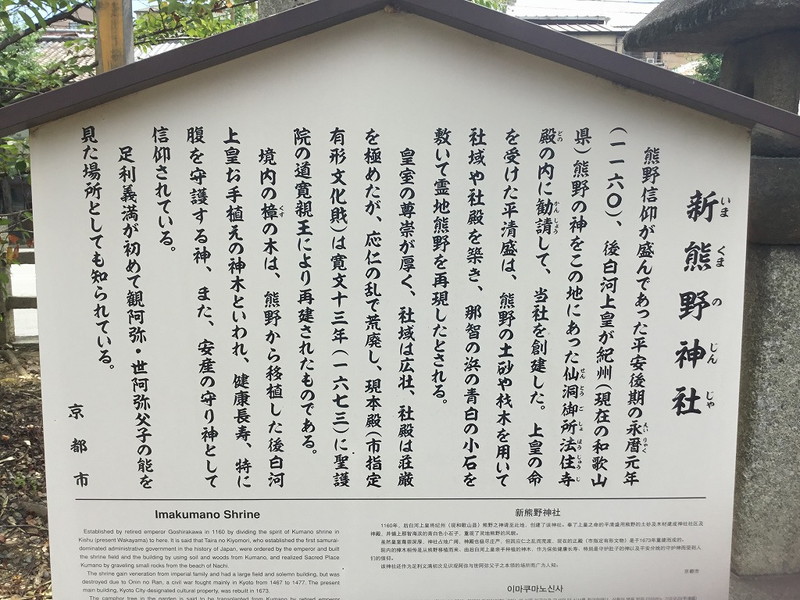 新熊野神社
いまくまのじんじゃ
熊野信仰が盛んであった平安後期の永暦元年
(一一六〇)、後白河上皇が紀州(現在の和歌山
県)熊野の神をこの地にあった仙洞御所法住寺
殿の内に勧請して、当社を創建した。上皇の命
を受けた平清盛は、熊野の土砂や材木を用いて
社域や社殿を築き、那智の浜の青白の小石を
敷いて霊地熊野を再現したとされる。
皇室の尊崇が厚く、社域は広壮、社殿は荘厳
を極めたが、応仁の乱で荒廃し、現本殿(市指定
有形文化財)は寛文十三年(一六七三)に聖護
院の道寛親王により再建されたものである。
境内の樟の木は、熊野から移植した後白河
上皇お手植えの神木といわれ、健康長寿、特に
腹を守護する神、また、安産の守り神として
信仰されている。
足利義満が初めて観阿弥・世阿弥父子の能を
見た場所としても知られている。
京都市
Imakumano Shrine
Established by retired emperor Goshirakawa in 1160 by dividing the spirit of Kumano shrine in
Kishu (present Wakayama) to here. It is said that Taira no Kiyomori, who established the first samurai-
dominated administrative government in the history of Japan, were ordered by the emperor and built
the shrine field and the building by using soil and woods from Kumano, and realized Sacred Place
Kumano by graveling small rocks from the beach of Nachi.
The shrine gain veneration from imperial family and had a large field and solemn building, but was
destroyed due to Onin no Ran, a civil war fought mainly in Kyoto from 1467 to 1477. The present
main building, Kyoto City-designated cultural property, was rebuilt in 1673.
The camphor tree in the garden is said to be transplanted from Kumano by retired emperor
新熊野神社
京都市
이마쿠마노신사